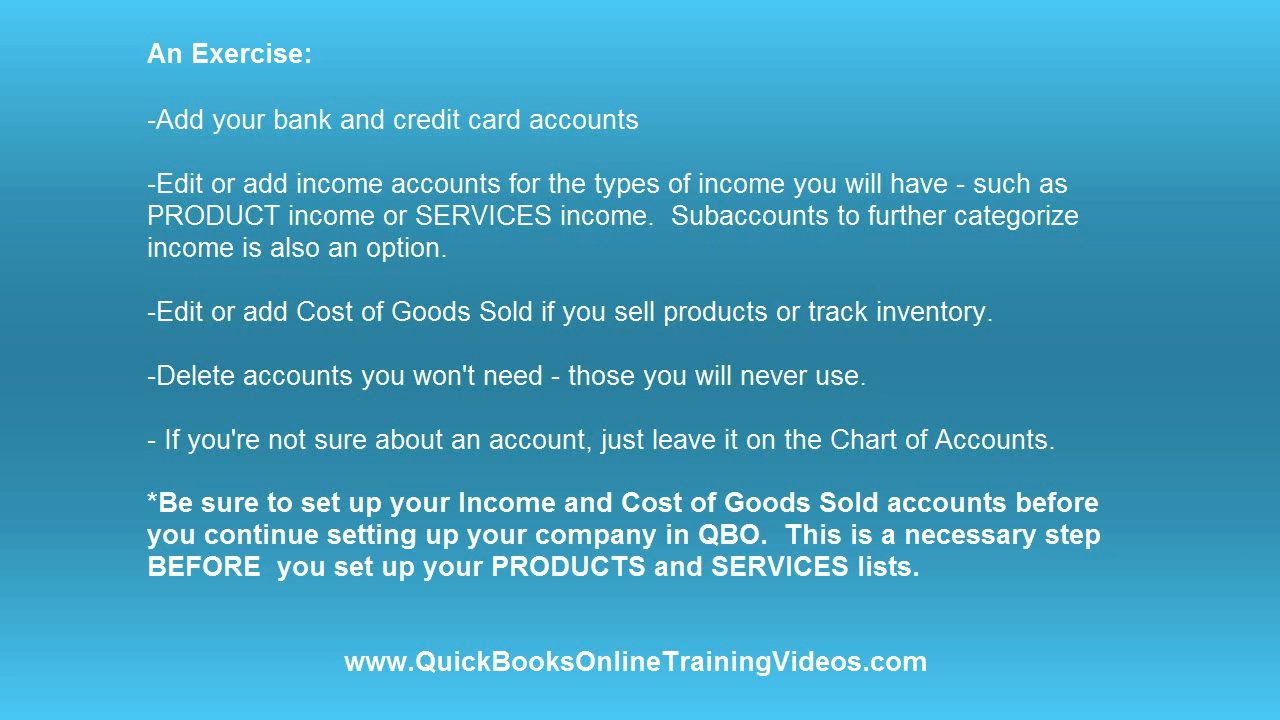 An Exercise:
-Add your bank and credit card accounts
-Edit or add income accounts for the types of income you will have - such as
PRODUCT income or SERVICES income.  Subaccounts to further categorize
income is also an option.
-Edit or add Cost of Goods Sold if you sell products or track inventory.
-Delete accounts you won't need - those you will never use.
- If you're not sure about an account, just leave it on the Chart of Accounts.
*Be sure to set up your Income and Cost of Goods Sold accounts before
you continue setting up your company in QBO.  This is a necessary step
BEFORE  you set up your PRODUCTS and SERVICES lists.
www.QuickBooksOnlineTrainingVideos.com